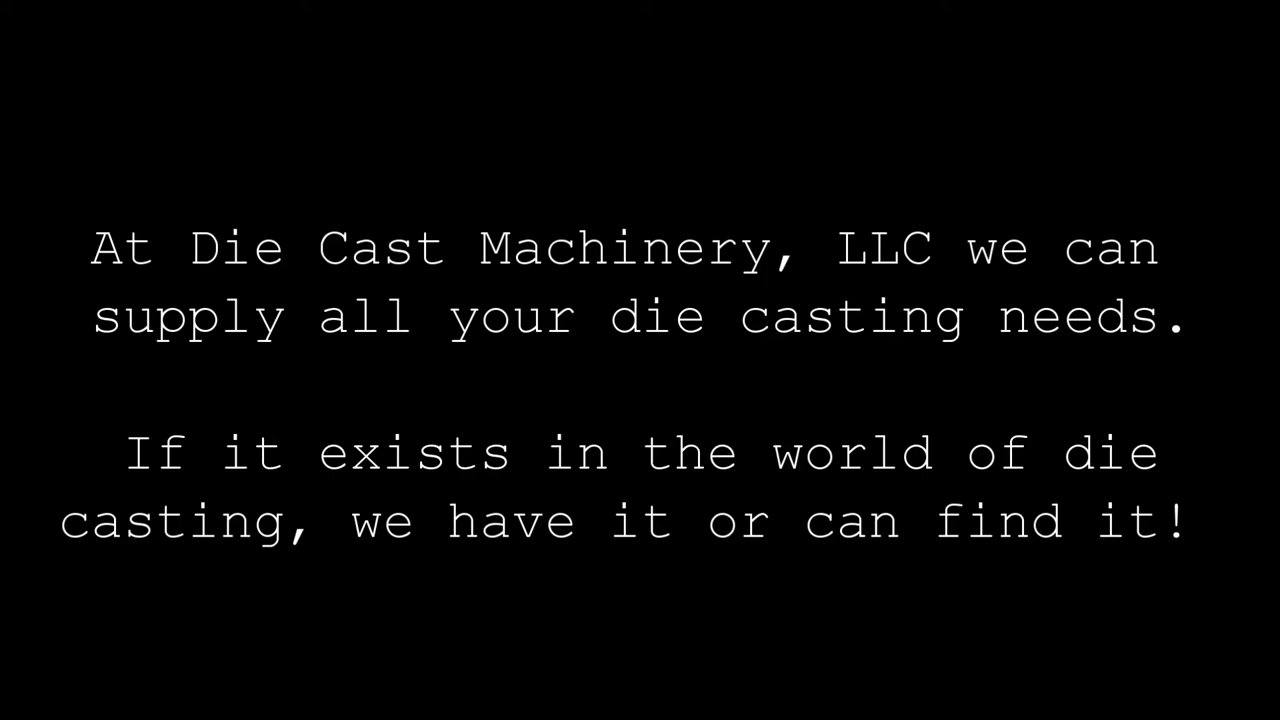 At Die Cast Machinery, LLC we can
supply all your die casting needs.
If it exists in the world of die
casting, we have it or can find it!